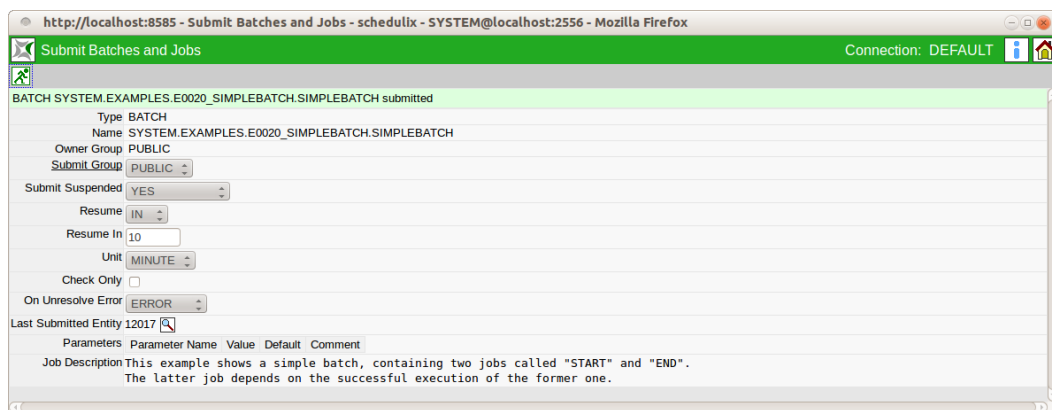 http://localhost:8585 - Submit Batches and Jobs - schedulix - SYSTEM@localhost:2556 - Mozilla Firefox
Submit Batches and Jobs Connection: DEFAULT
BATCH SYSTEM.EXAMPLES.E0020_SIMPLEBATCH.SIMPLEBATCH submitted
Type BATCH
Name SYSTEM.EXAMPLES.E0020_SIMPLEBATCH.SIMPLEBATCH
Owner Group PUBLIC
Submit Group PUBLIC
Submit Suspended YES
Resume IN
Resume In 10
Unit MINUTE
Check Only
On Unresolve Error ERROR
Last Submitted Entity 12017
Parameters Parameter Name Value Default Comment
Job Description This example shows a simple batch, containing two jobs called "START" and "END".
The latter job depends on the successful execution of the former one.